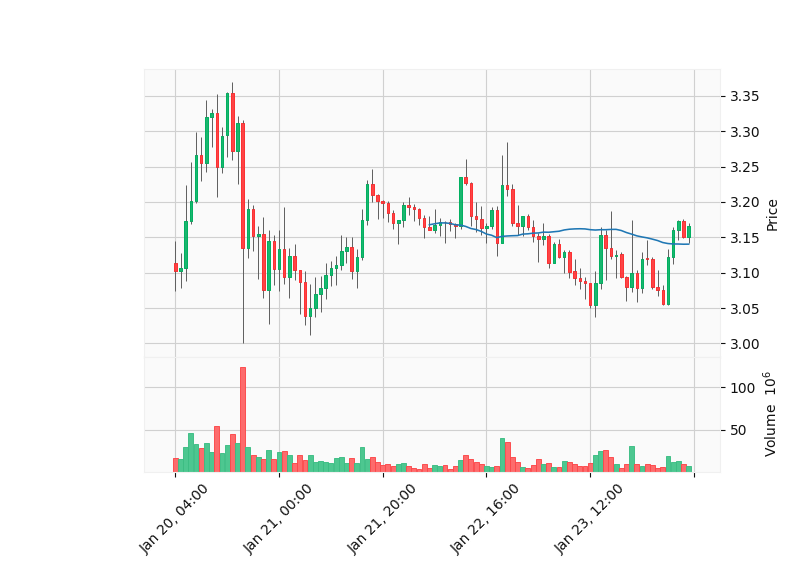 3.35
3.30
3.25
3.20
3.15
3.10
3.05
3.00
Price
100
50
Volume 10^6
Jan 20, 04:00
Jan 21, 00:00
Jan 21, 20:00
Jan 22, 16:00
Jan 23, 12:00